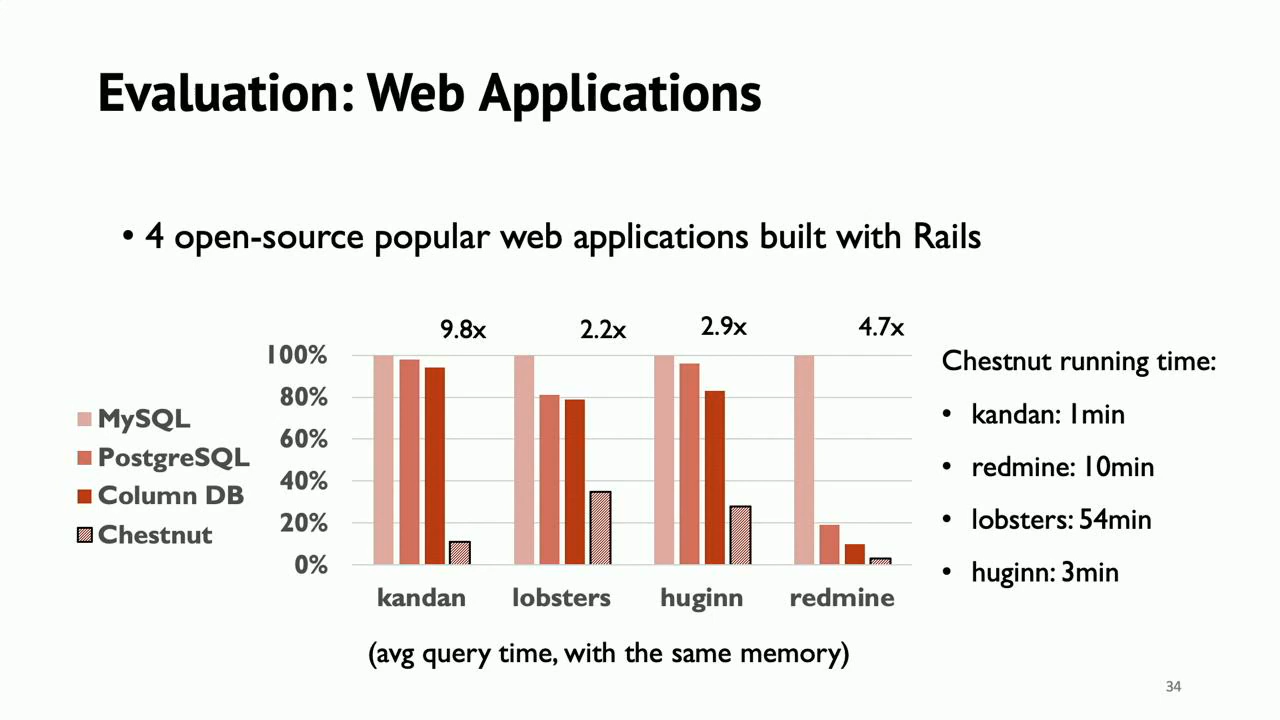 Evaluation: Web Applications
• 4 open-source popular web applications built with Rails
9.8x 2.2x 2.9x 4.7x
100%
80%
60%
40%
20%
0%
MySQL
PostgreSQL
Column DB
Chestnut
kandan lobsters huginn redmine
(avg query time, with the same memory)
Chestnut running time:
• kandan: 1min
• redmine: 10min
• lobsters: 54min
• huginn: 3min
34